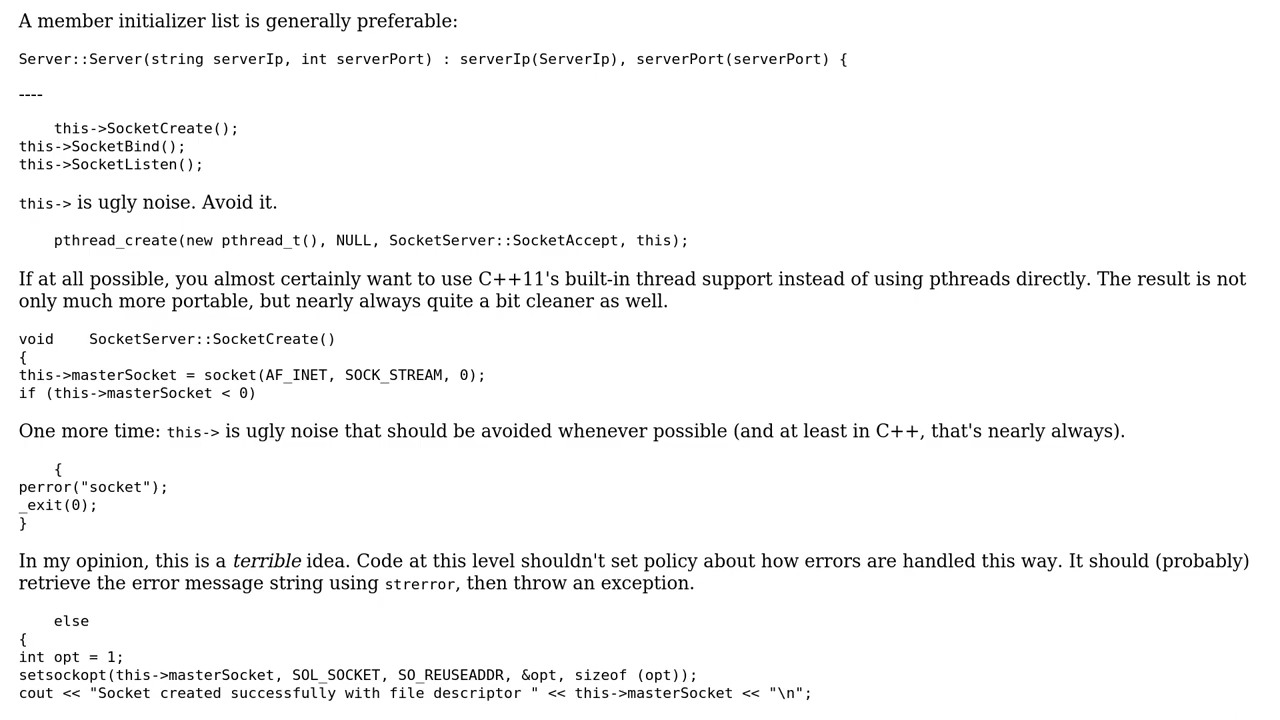 A member initializer list is generally preferable:
Server::Server(string serverIp, int serverPort) : serverIp(ServerIp), serverPort(serverPort) {
----
this->SocketCreate();
this->SocketBind();
this->SocketListen();
this-> is ugly noise. Avoid it.
pthread_create(new pthread_t(), NULL, SocketServer::SocketAccept, this);
If at all possible, you almost certainly want to use C++11's built-in thread support instead of using pthreads directly. The result is not
only much more portable, but nearly always quite a bit cleaner as well.
void    SocketServer::SocketCreate()
{
this->masterSocket = socket(AF_INET, SOCK_STREAM, 0);
if (this->masterSocket < 0)
One more time: this-> is ugly noise that should be avoided whenever possible (and at least in C++, that's nearly always).
{
perror("socket");
_exit(0);
}
In my opinion, this is a terrible idea. Code at this level shouldn't set policy about how errors are handled this way. It should (probably)
retrieve the error message string using strerror, then throw an exception.
else
{
int opt = 1;
setsockopt(this->masterSocket, SOL_SOCKET, SO_REUSEADDR, &opt, sizeof (opt));
cout << "Socket created successfully with file descriptor " << this->masterSocket << "\n";